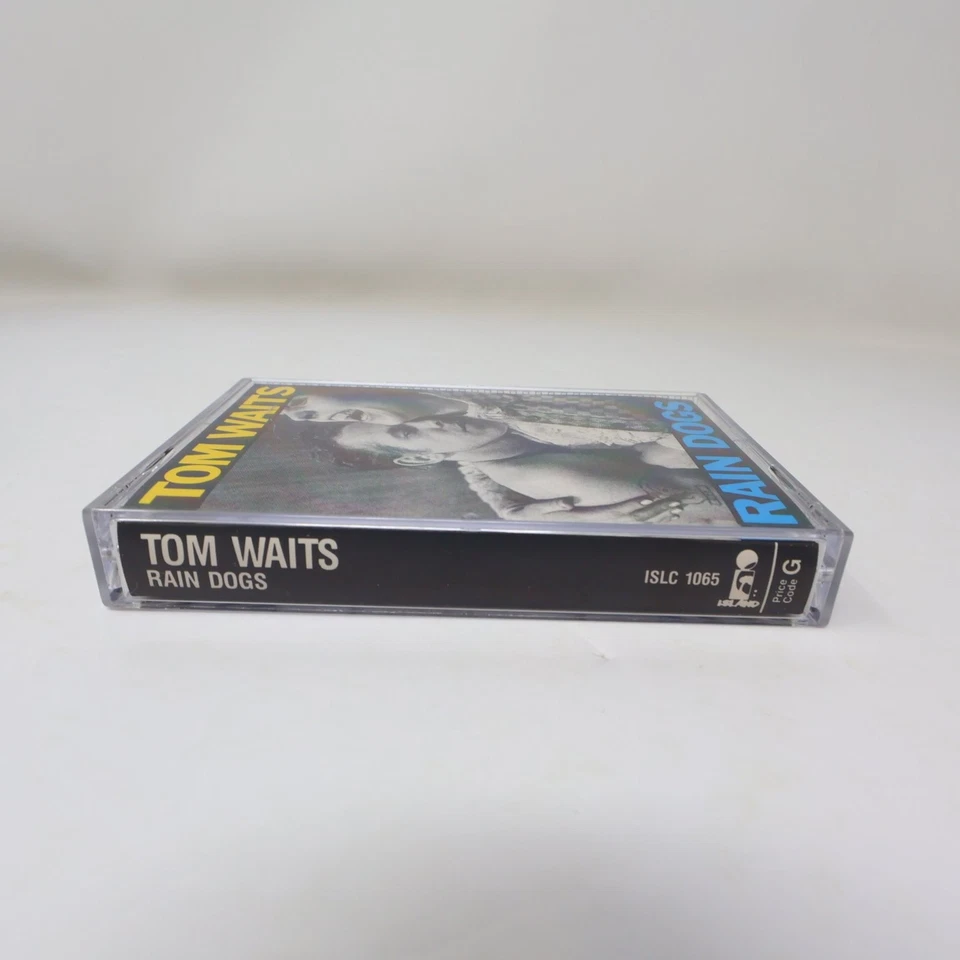 TOM WAITS
RAIN DOGS
TOM WAITS
RAIN DOGS
ISLC 1065
ISLAND
Price
Code G